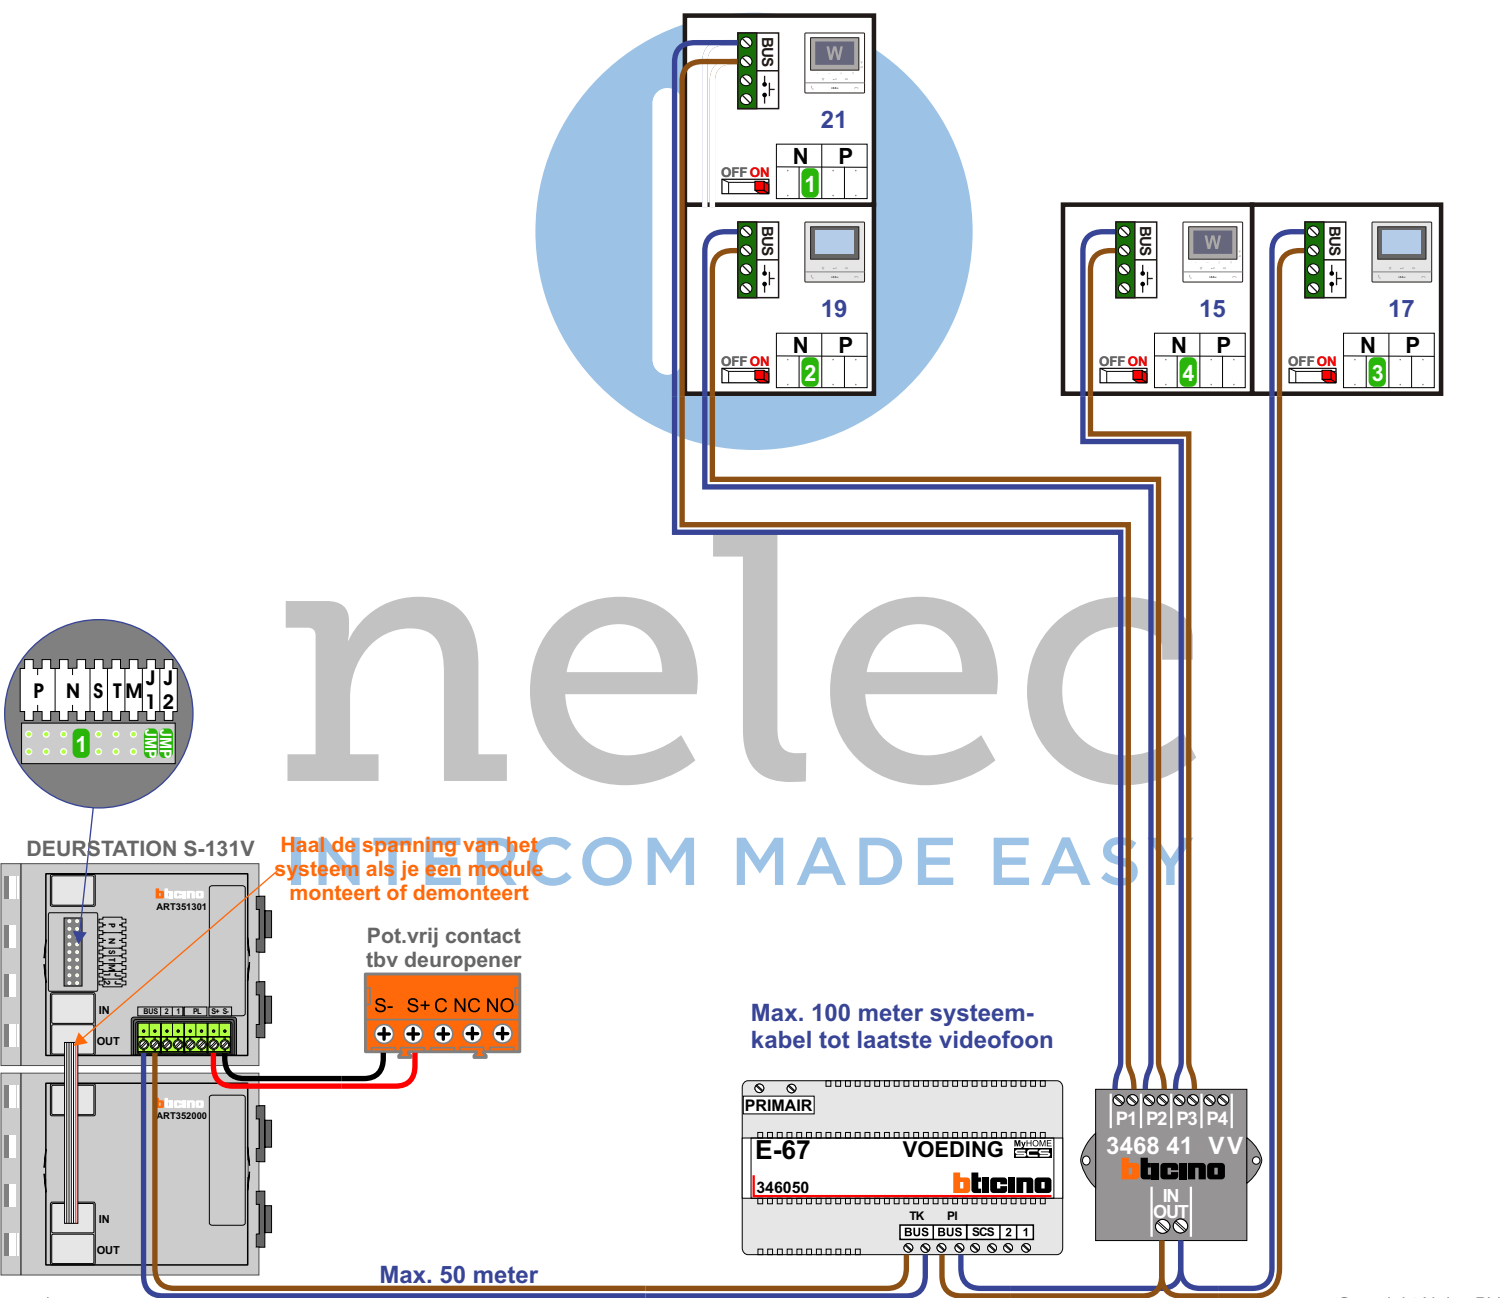 BUS
W
21
N P
OFF ON
1
BUS
19
N P
OFF ON
2
BUS
W
15
N P
OFF ON
4
BUS
17
N P
OFF ON
3
nelec
INTERCOM MADE EASY
P N S T M J1 J2
1 JMP JMP
DEURSTATION S-131V
Haal de spanning van het
systeem als je een module
monteert of demonteert
bticino
ART351301
P N S T M J1 J2
IN
OUT
BUS 2 1 PL S+ S-
Pot.vrij contact
tbv deuropener
S- S+ C NC NO
bticino
ART352000
IN
OUT
Max. 50 meter
Max. 100 meter systeem-
kabel tot laatste videofoon
PRIMAIR
E-67 VOEDING MyHOME SCS
346050 bticino
TK PI
BUS BUS SCS 2 1
P1 P2 P3 P4
3468 41 VV
bticino
IN
OUT